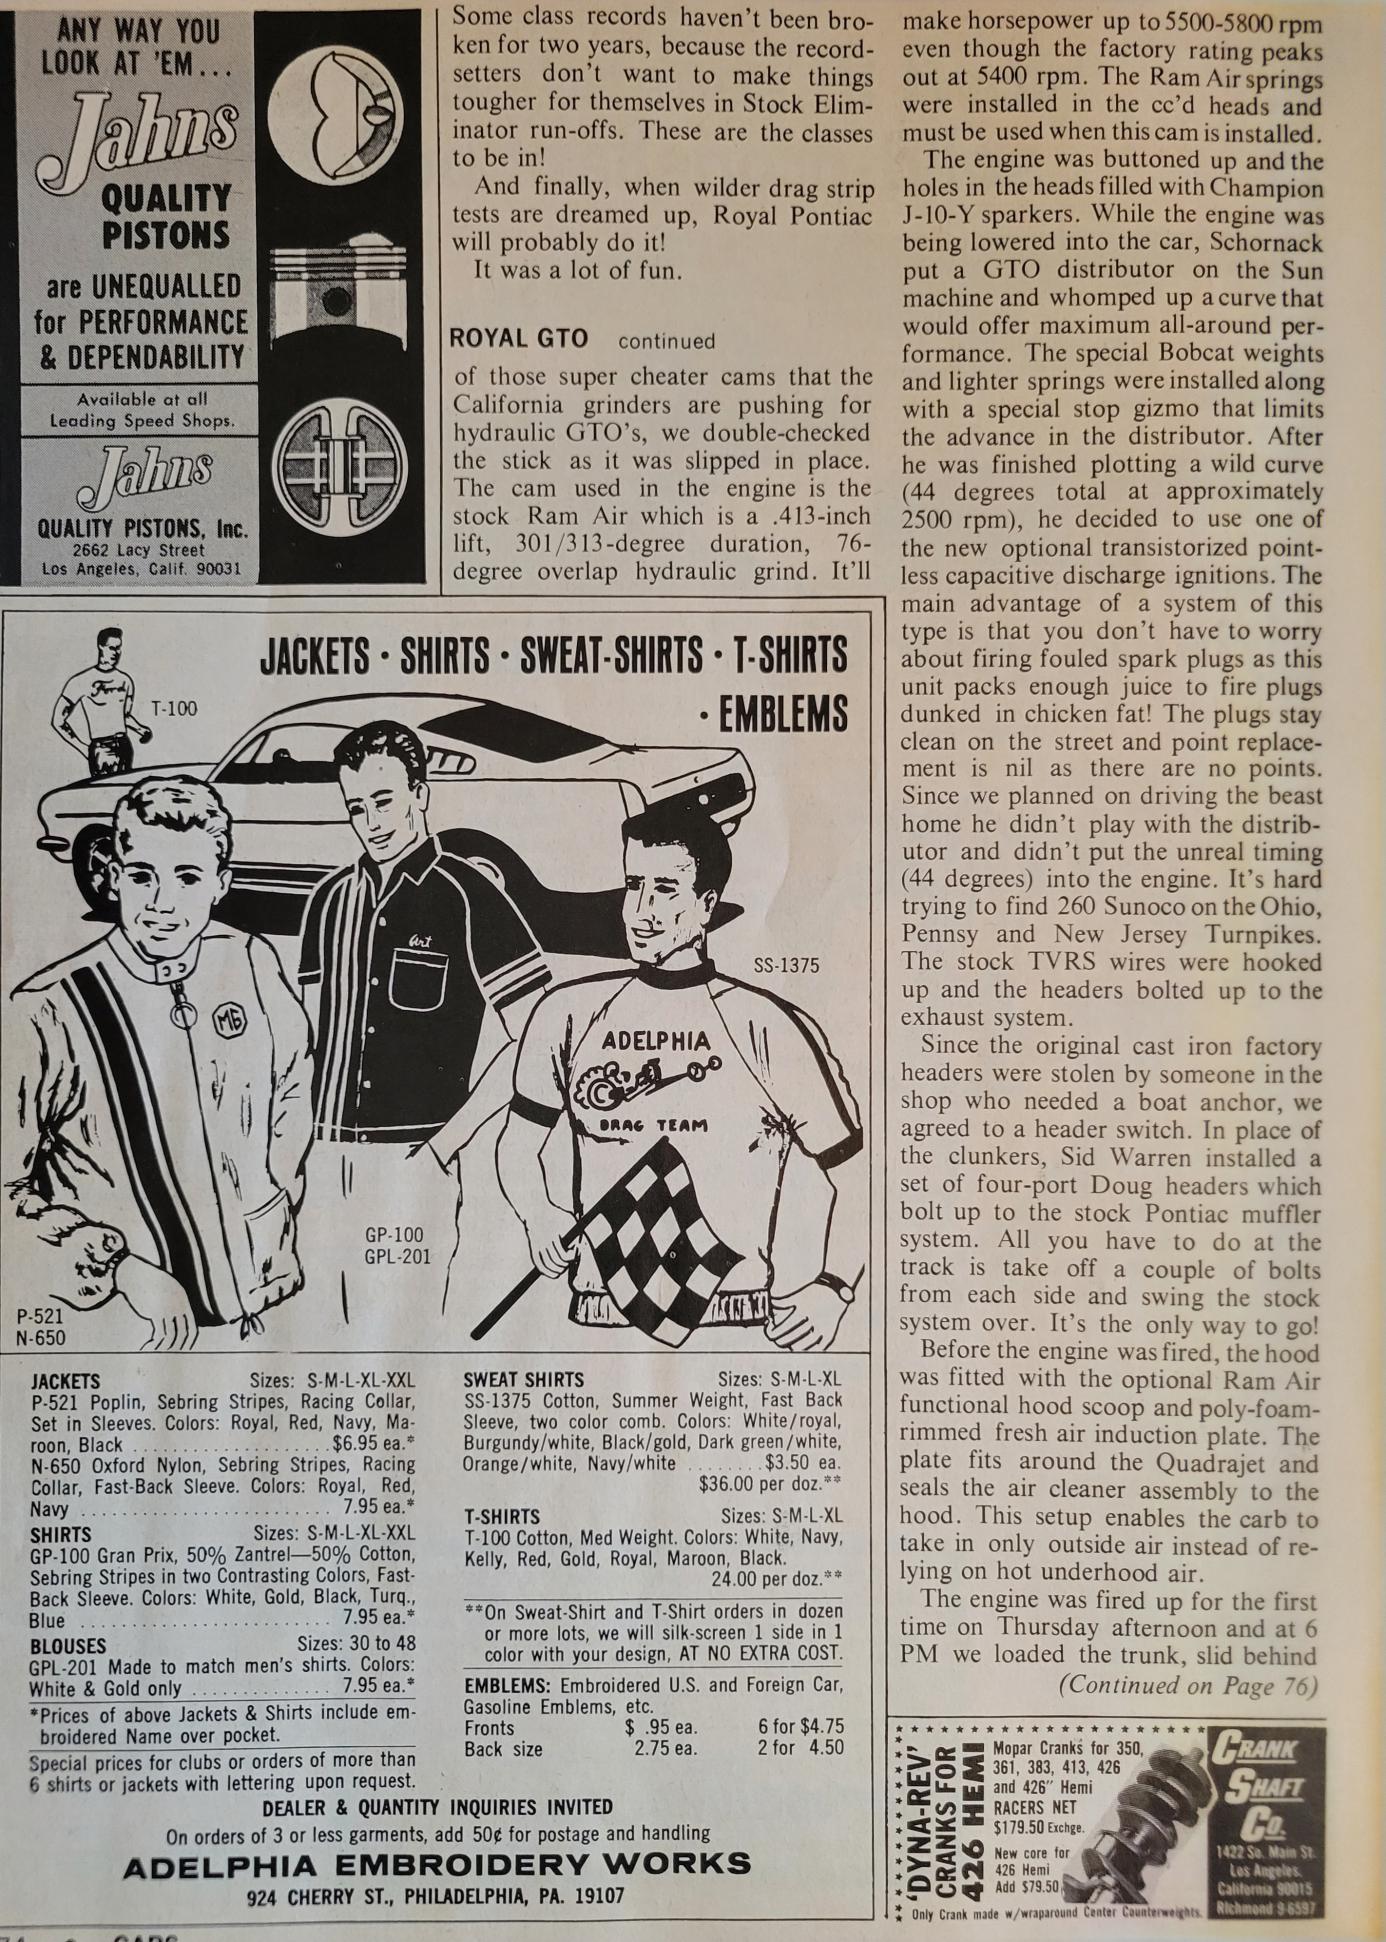 ANY WAY YOU
LOOK AT 'EM...
Jahns
QUALITY
PISTONS
are UNEQUALLED
for PERFORMANCE
& DEPENDABILITY
Available at all
Leading Speed Shops.
Jahns
QUALITY PISTONS, Inc.
2662 Lacy Street
Los Angeles, Calif. 90031
Some class records haven't been bro-
ken for two years, because the record-
setters don't want to make things
tougher for themselves in Stock Elim-
inator run-offs. These are the classes
to be in!
And finally, when wilder drag strip
tests are dreamed up, Royal Pontiac
will probably do it!
It was a lot of fun.
ROYAL GTO continued
of those super cheater cams that the
California grinders are pushing for
hydraulic GTO's, we double-checked
the stick as it was slipped in place.
The cam used in the engine is the
stock Ram Air which is a .413-inch
lift, 301/313-degree duration, 76-
degree overlap hydraulic grind. It'll
make horsepower up to 5500-5800 rpm
even though the factory rating peaks
out at 5400 rpm. The Ram Air springs
were installed in the cc'd heads and
must be used when this cam is installed.
The engine was buttoned up and the
holes in the heads filled with Champion
J-10-Y sparkers. While the engine was
being lowered into the car, Schornack
put a GTO distributor on the Sun
machine and whomped up a curve that
would offer maximum all-around per-
formance. The special Bobcat weights
and lighter springs were installed along
with a special stop gizmo that limits
the advance in the distributor. After
he was finished plotting a wild curve
(44 degrees total at approximately
2500 rpm), he decided to use one of
the new optional transistorized point-
less capacitive discharge ignitions. The
main advantage of a system of this
type is that you don't have to worry
about firing fouled spark plugs as this
unit packs enough juice to fire plugs
dunked in chicken fat! The plugs stay
clean on the street and point replace-
ment is nil as there are no points.
Since we planned on driving the beast
home he didn't play with the distrib-
utor and didn't put the unreal timing
(44 degrees) into the engine. It's hard
trying to find 260 Sunoco on the Ohio,
Pennsy and New Jersey Turnpikes.
The stock TVRS wires were hooked
up and the headers bolted up to the
exhaust system.
Since the original cast iron factory
headers were stolen by someone in the
shop who needed a boat anchor, we
agreed to a header switch. In place of
the clunkers, Sid Warren installed a
set of four-port Doug headers which
bolt up to the stock Pontiac muffler
system. All you have to do at the
track is take off a couple of bolts
from each side and swing the stock
system over. It's the only way to go!
Before the engine was fired, the hood
was fitted with the optional Ram Air
functional hood scoop and poly-foam-
rimmed fresh air induction plate. The
plate fits around the Quadrajet and
seals the air cleaner assembly to the
hood. This setup enables the carb to
take in only outside air instead of re-
lying on hot underhood air.
The engine was fired up for the first
time on Thursday afternoon and at 6
PM we loaded the trunk, slid behind
(Continued on Page 76)
JACKETS · SHIRTS · SWEAT-SHIRTS · T-SHIRTS
· EMBLEMS
Ford
T-100
Art
MG
SS-1375
ADELPHIA
DRAG TEAM
GP-100
GPL-201
P-521
N-650
JACKETS Sizes: S-M-L-XL-XXL
P-521 Poplin, Sebring Stripes, Racing Collar,
Set in Sleeves. Colors: Royal, Red, Navy, Ma-
roon, Black ..................... $6.95 ea.*
N-650 Oxford Nylon, Sebring Stripes, Racing
Collar, Fast-Back Sleeve. Colors: Royal, Red,
Navy ........................... 7.95 ea.*
SHIRTS Sizes: S-M-L-XL-XXL
GP-100 Gran Prix, 50% Zantrel—50% Cotton,
Sebring Stripes in two Contrasting Colors, Fast-
Back Sleeve. Colors: White, Gold, Black, Turq.,
Blue ........................... 7.95 ea.*
BLOUSES Sizes: 30 to 48
GPL-201 Made to match men's shirts. Colors:
White & Gold only .............. 7.95 ea.*
*Prices of above Jackets & Shirts include em-
broidered Name over pocket.
Special prices for clubs or orders of more than
6 shirts or jackets with lettering upon request.
SWEAT SHIRTS Sizes: S-M-L-XL
SS-1375 Cotton, Summer Weight, Fast Back
Sleeve, two color comb. Colors: White/royal,
Burgundy/white, Black/gold, Dark green/white,
Orange/white, Navy/white ........ $3.50 ea.
$36.00 per doz.**
T-SHIRTS Sizes: S-M-L-XL
T-100 Cotton, Med Weight. Colors: White, Navy,
Kelly, Red, Gold, Royal, Maroon, Black.
24.00 per doz.**
**On Sweat-Shirt and T-Shirt orders in dozen
or more lots, we will silk-screen 1 side in 1
color with your design, AT NO EXTRA COST.
EMBLEMS: Embroidered U.S. and Foreign Car,
Gasoline Emblems, etc.
Fronts $ .95 ea. 6 for $4.75
Back size 2.75 ea. 2 for 4.50
DEALER & QUANTITY INQUIRIES INVITED
On orders of 3 or less garments, add 50¢ for postage and handling
ADELPHIA EMBROIDERY WORKS
924 CHERRY ST., PHILADELPHIA, PA. 19107
'DYNA-REV'
CRANKS FOR
426 HEMI
Mopar Cranks for 350,
361, 383, 413, 426
and 426" Hemi
RACERS NET
$179.50 Exchge.
New core for
426 Hemi
Add $79.50
Only Crank made w/wraparound Center Counterweights.
CRANK
SHAFT
Co.
1422 So. Main St.
Los Angeles,
California 90015
RIchmond 9-6597